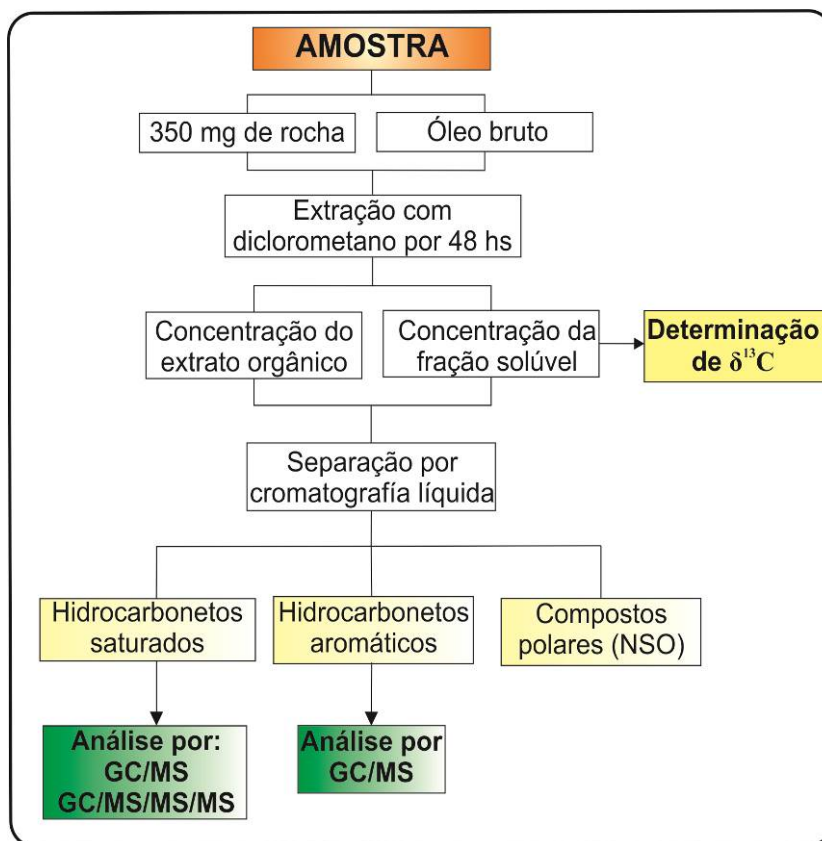 AMOSTRA
350 mg de rocha
Óleo bruto
Extração com
diclorometano por 48 hs
Concentração do
extrato orgânico
Concentração da
fração solúvel
Determinação
de δ¹³C
Separação por
cromatografía líquida
Hidrocarbonetos
saturados
Hidrocarbonetos
aromáticos
Compostos
polares (NSO)
Análise por:
GC/MS
GC/MS/MS/MS
Análise por
GC/MS